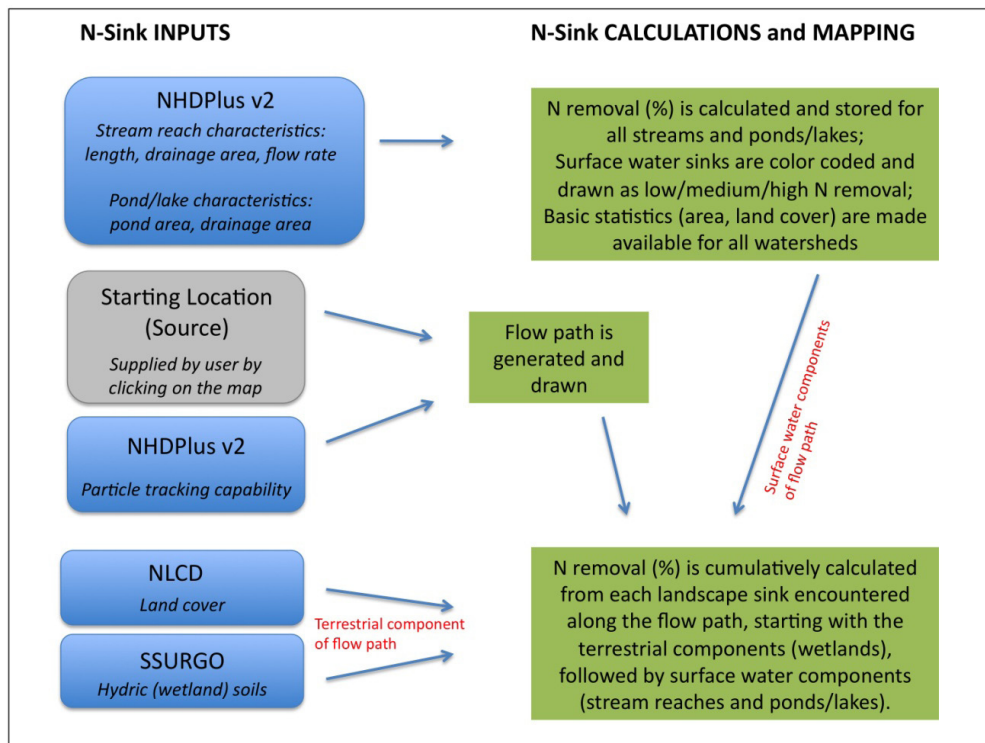 N-Sink INPUTS
N-Sink CALCULATIONS and MAPPING
NHDPlus v2
Stream reach characteristics:
length, drainage area, flow rate
Pond/lake characteristics:
pond area, drainage area
N removal (%) is calculated and stored for
all streams and ponds/lakes;
Surface water sinks are color coded and
drawn as low/medium/high N removal;
Basic statistics (area, land cover) are made
available for all watersheds
Starting Location
(Source)
Supplied by user by
clicking on the map
Flow path is
generated and
drawn
Surface water components
of flow path
NHDPlus v2
Particle tracking capability
NLCD
Land cover
Terrestrial component
of flow path
SSURGO
Hydric (wetland) soils
N removal (%) is cumulatively calculated
from each landscape sink encountered
along the flow path, starting with the
terrestrial components (wetlands),
followed by surface water components
(stream reaches and ponds/lakes).